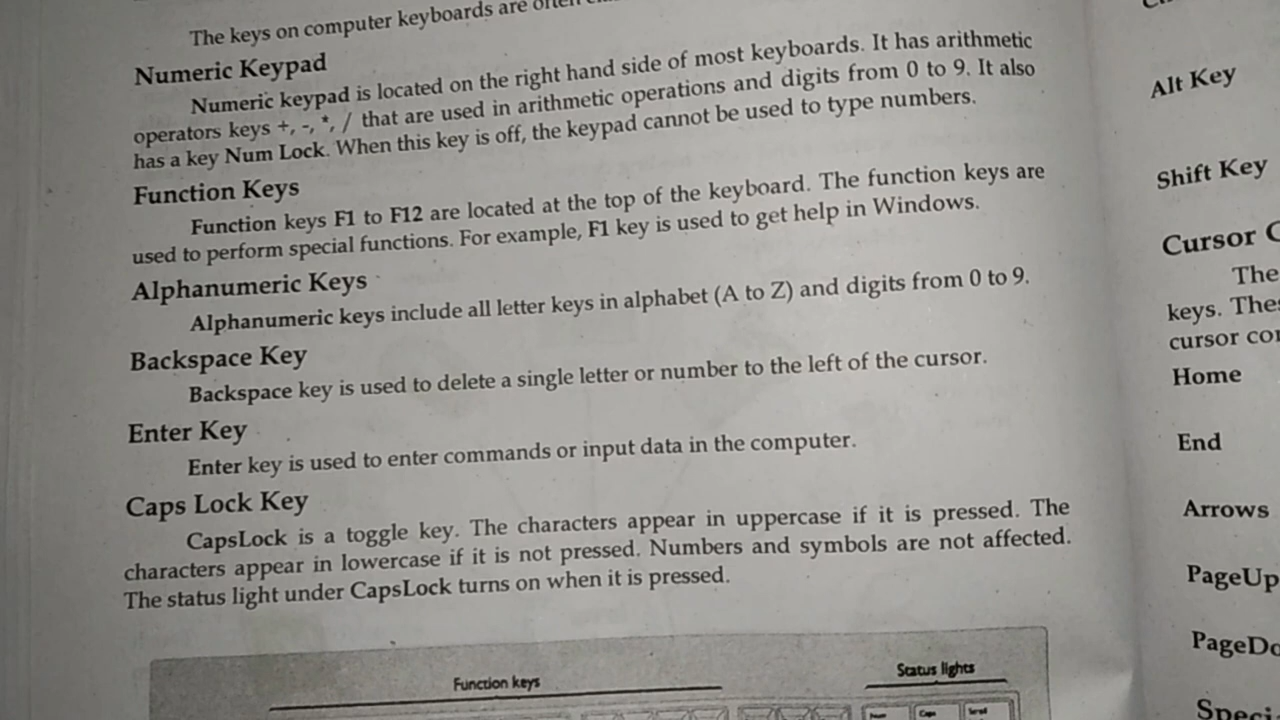 The keys on computer keyboards are often
Numeric Keypad
Numeric keypad is located on the right hand side of most keyboards. It has arithmetic
operators keys +, -, *, / that are used in arithmetic operations and digits from 0 to 9. It also
has a key Num Lock. When this key is off, the keypad cannot be used to type numbers.
Function Keys
Function keys F1 to F12 are located at the top of the keyboard. The function keys are
used to perform special functions. For example, F1 key is used to get help in Windows.
Alphanumeric Keys
Alphanumeric keys include all letter keys in alphabet (A to Z) and digits from 0 to 9.
Backspace Key
Backspace key is used to delete a single letter or number to the left of the cursor.
Enter Key
Enter key is used to enter commands or input data in the computer.
Caps Lock Key
CapsLock is a toggle key. The characters appear in uppercase if it is pressed. The
characters appear in lowercase if it is not pressed. Numbers and symbols are not affected.
The status light under CapsLock turns on when it is pressed.
Function keys
Status lights
Caps
Scroll
Alt Key
Shift Key
Cursor C
The
keys. Thes
cursor con
Home
End
Arrows
PageUp
PageDo
Speci